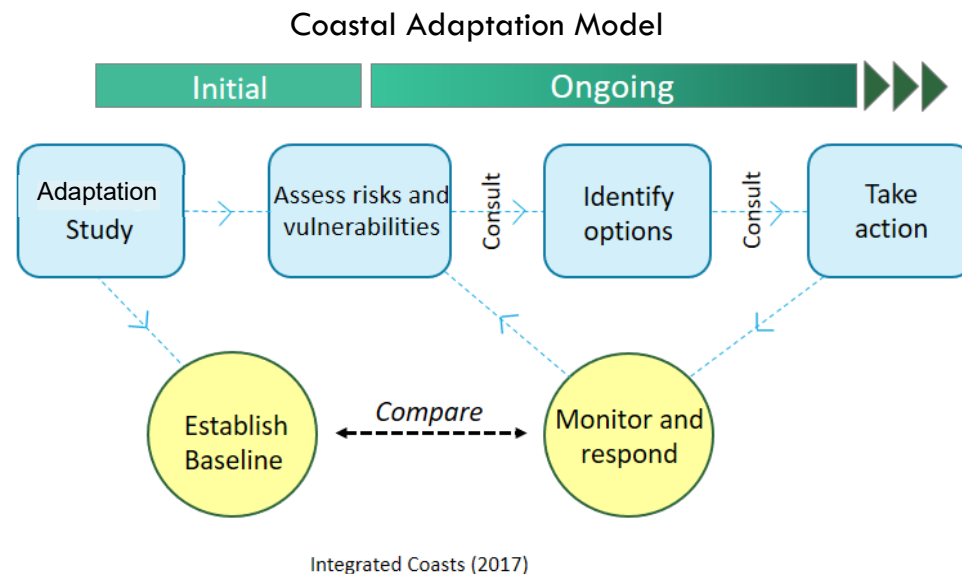 Coastal Adaptation Model
Initial
Ongoing
Adaptation
Study
Assess risks and
vulnerabilities
Consult
Identify
options
Consult
Take
action
Establish
Baseline
Compare
Monitor and
respond
Integrated Coasts (2017)